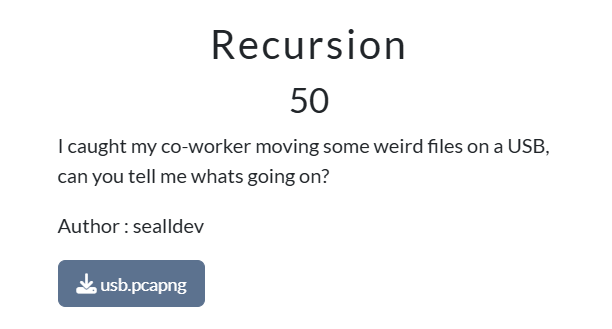 Recursion
50
I caught my co-worker moving some weird files on a USB,
can you tell me whats going on?
Author : sealldev
usb.pcapng